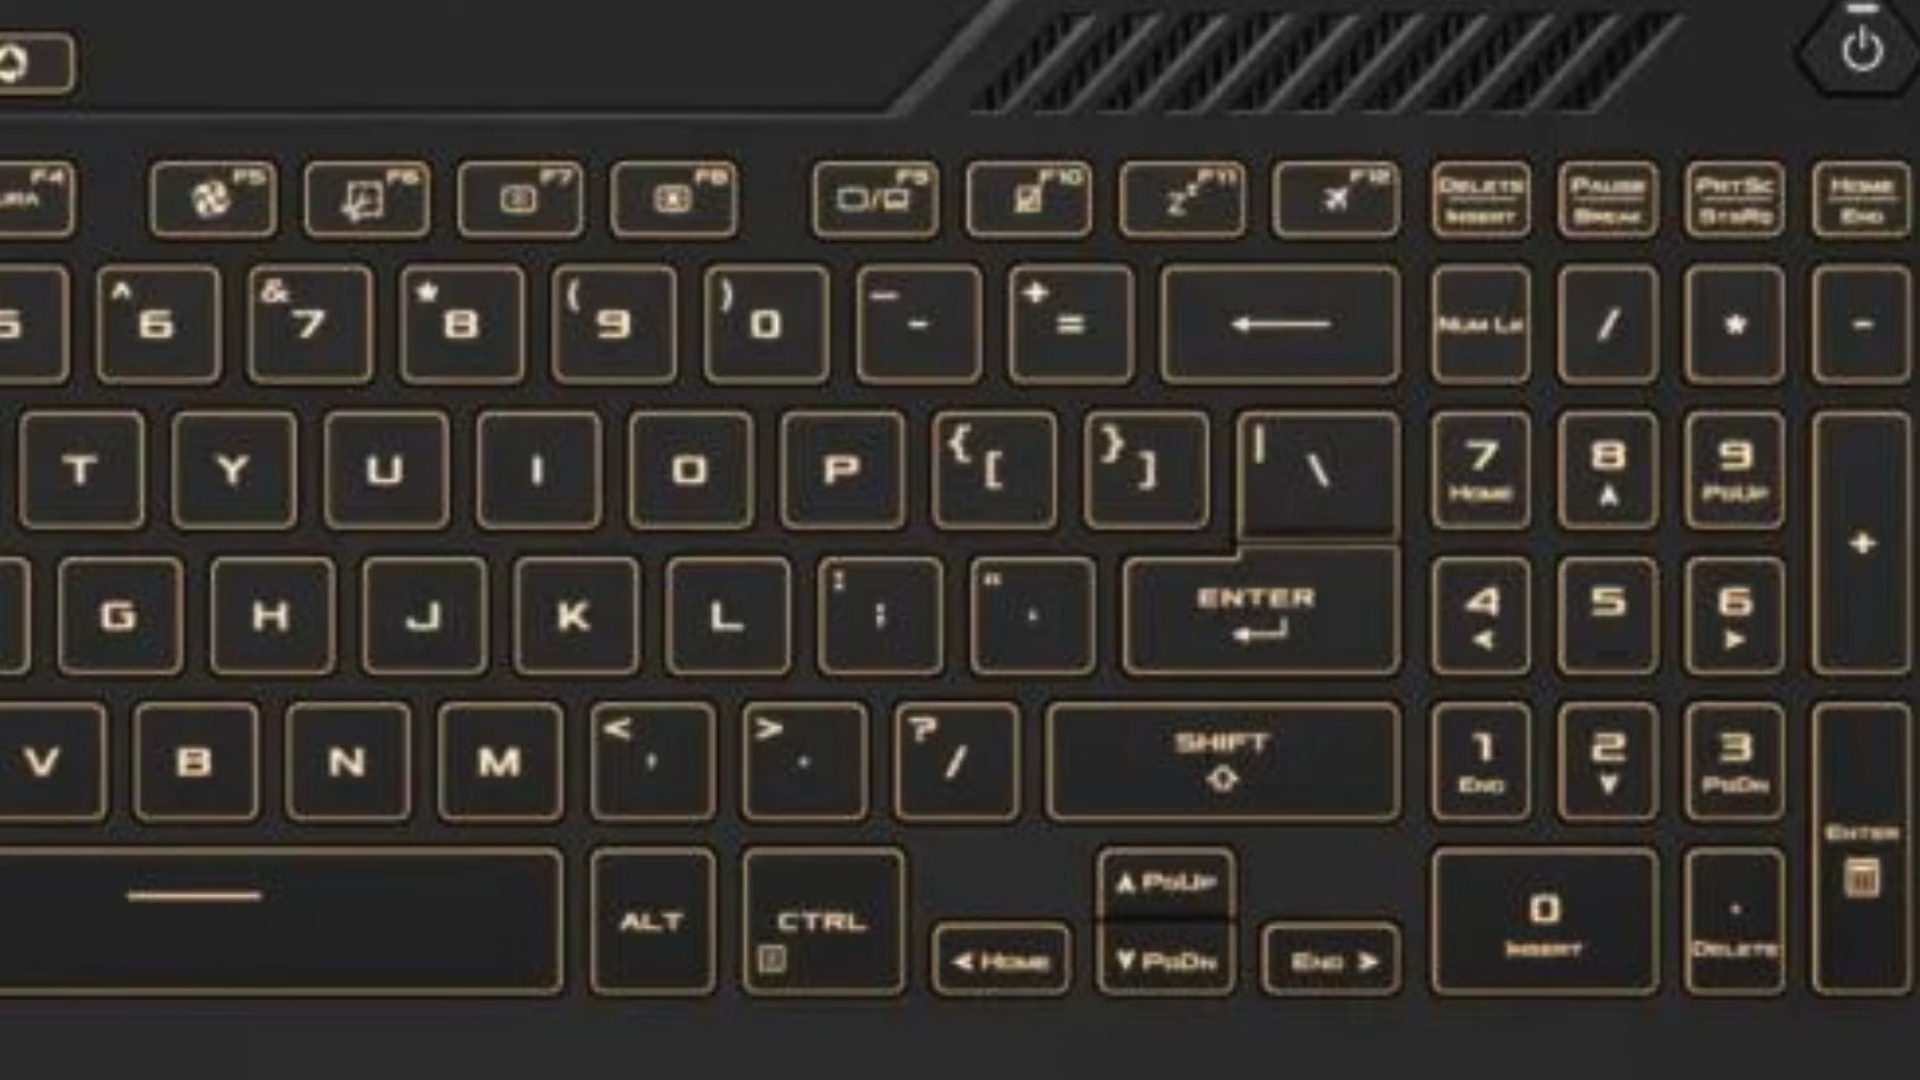 F4 F5 F6 F7 F8 F9 F10 Zzz F11 F12 DELETE PAUSE PRTSC HOME
INSERT BREAK SYSRQ END
5 ^ 6 & 7 * 8 ( 9 ) 0 _ - + = NUM LK / * -
T Y U I O P { [ } ] | \ 7 8 9 +
HOME PGUP
G H J K L : ; " ' ENTER 4 5 6
V B N M < , > . ? / SHIFT 1 2 3
END PGDN
ENTER
ALT CTRL PGUP 0 .
HOME PGDN END INSERT DELETE